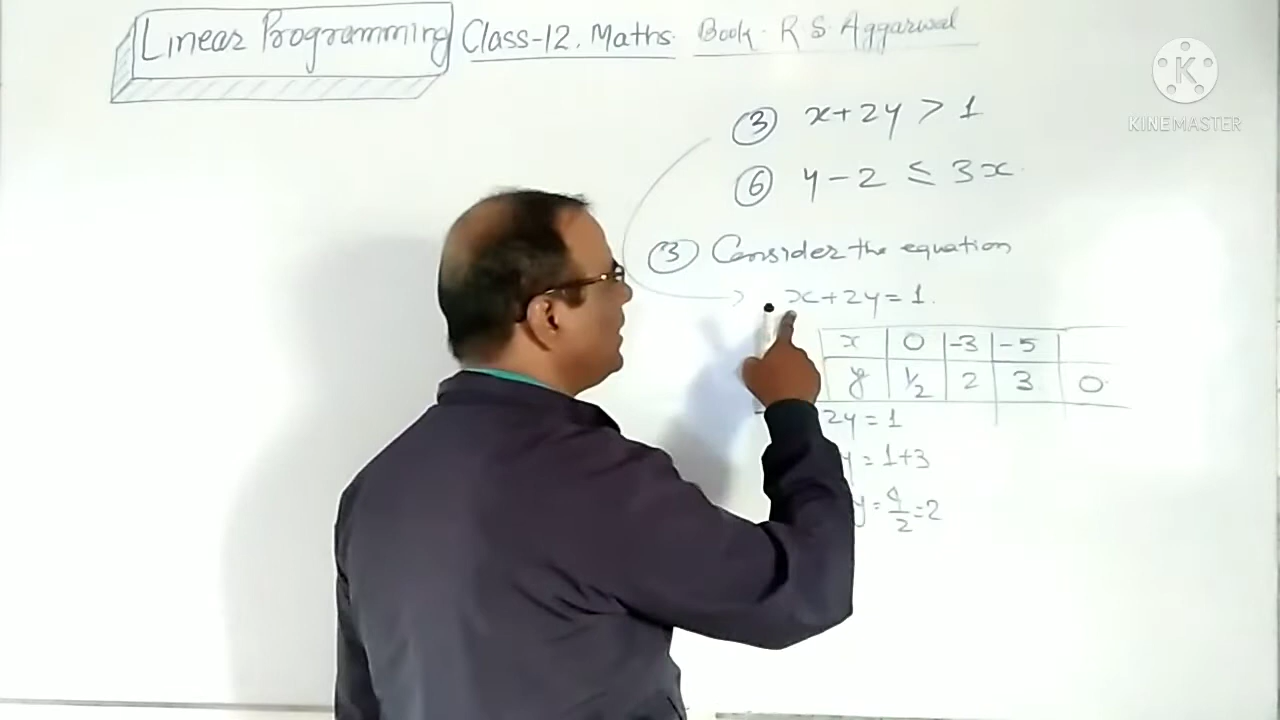 Linear Programming Class-12. Maths. Book - R S Aggarwal
KINEMASTER
③ x+2y > 1
⑥ y-2 ≤ 3x.
③ Consider the equation
x+2y=1.
x 0 -3 -5
y 1/2 2 3 0
2y=1
y=1+3
y=4/2=2